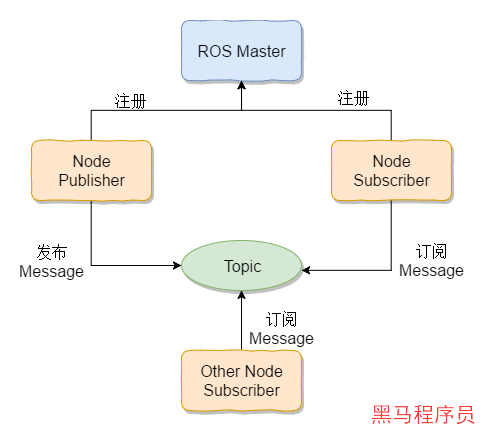 ROS Master
注册
注册
Node
Publisher
Node
Subscriber
发布
Message
订阅
Message
Topic
订阅
Message
Other Node
Subscriber
黑马程序员